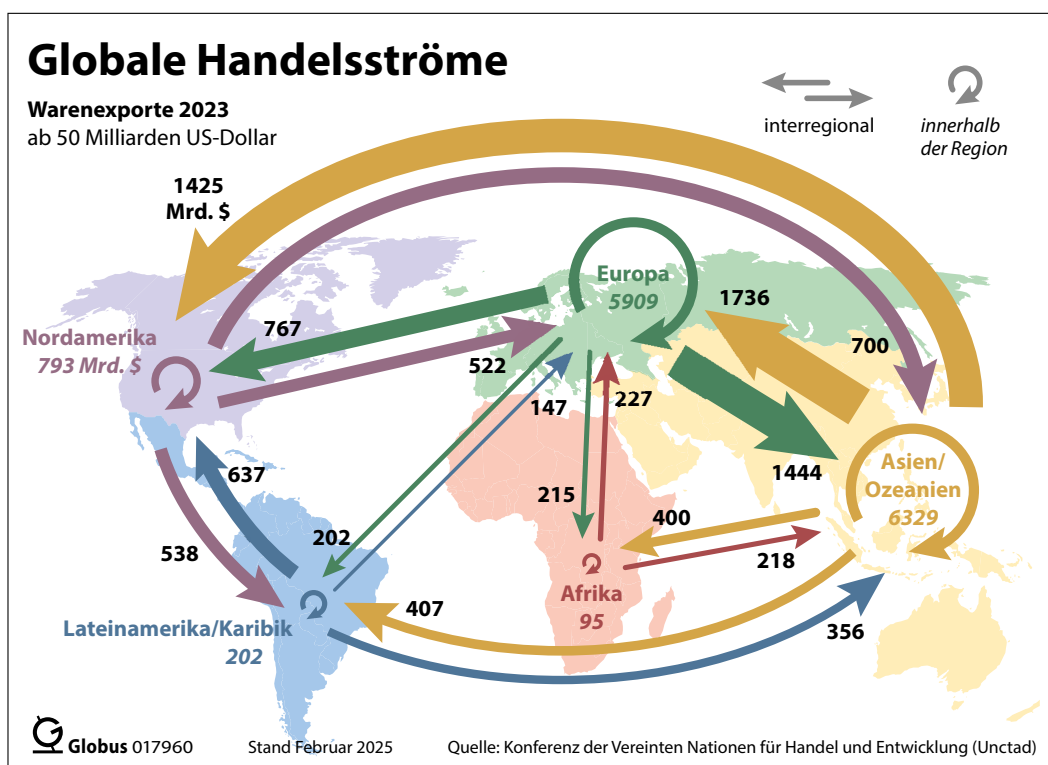 Globale Handelsströme
Warenexporte 2023
ab 50 Milliarden US-Dollar
interregional
innerhalb
der Region
1425
Mrd. $
Europa
5909
1736
Nordamerika
793 Mrd. $
767
700
522
147
227
Asien/
Ozeanien
6329
1444
637
215
400
202
538
218
Afrika
95
407
Lateinamerika/Karibik
202
356
Globus 017960
Stand Februar 2025
Quelle: Konferenz der Vereinten Nationen für Handel und Entwicklung (Unctad)